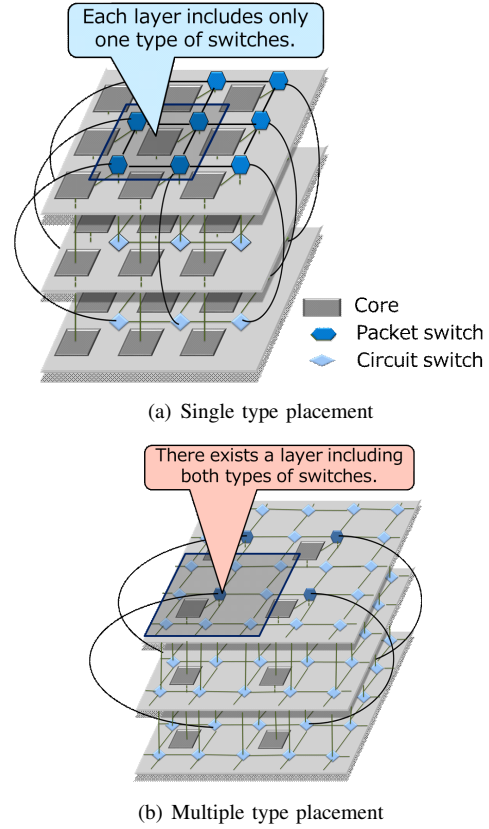 Each layer includes only
one type of switches.
Core
Packet switch
Circuit switch
(a) Single type placement
There exists a layer including
both types of switches.
(b) Multiple type placement